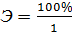 Э = 100% / 1